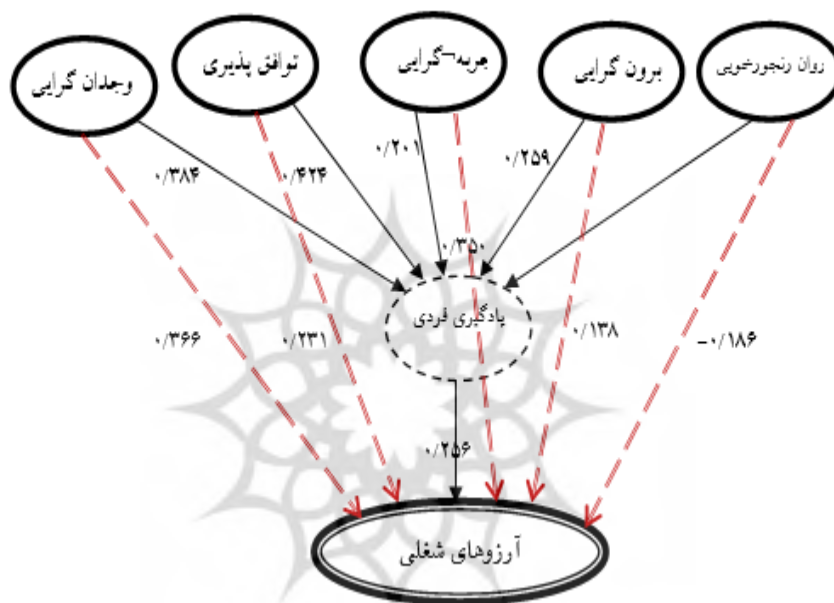 روان رنجورخویی
برون گرایی
جربه¬گرایی
توافق پذیری
وجدان گرایی
۰/۲۵۹
۰/۲۰۱
۰/۴۲۴
۰/۳۸۴
۰/۳۵۰
یادگیری فردی
-۰/۱۸۶
۰/۱۳۸
۰/۲۳۱
۰/۳۶۶
۰/۲۵۶
آرزوهای شغلی